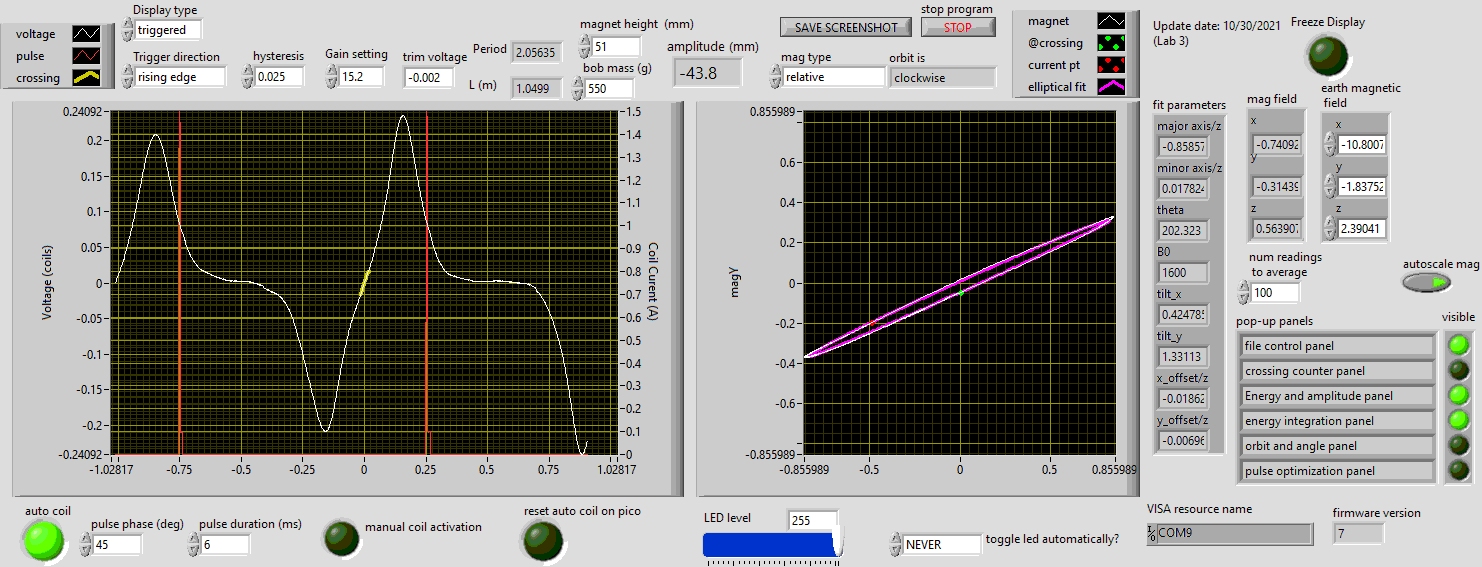 Display type
triggered
voltage
pulse
crossing
Trigger direction
rising edge
hysteresis
0.025
Gain setting
15.2
trim voltage
-0.002
Period
2.05635
L (m)
1.0499
magnet height (mm)
51
bob mass (g)
550
amplitude (mm)
-43.8
SAVE SCREENSHOT
stop program
STOP
mag type
relative
orbit is
clockwise
magnet
@crossing
current pt
elliptical fit
Update date: 10/30/2021
(Lab 3)
Freeze Display
Voltage (coils)
0.24092
0.2
0.15
0.1
0.05
0
-0.05
-0.1
-0.15
-0.2
-0.24092
-1.02817
-0.75
-0.5
-0.25
0
0.25
0.5
0.75
1.02817
1.5
1.4
1.3
1.2
1.1
1
0.9
0.8
0.7
0.6
0.5
0.4
0.3
0.2
0.1
0
Coil Curent (A)
magy
0.855989
0.6
0.4
0.2
0
-0.2
-0.4
-0.6
-0.855989
-0.855989
-0.5
0
0.5
0.855989
fit parameters
major axis/z
-0.85857
minor axis/z
0.017824
theta
202.323
B0
1600
tilt_x
0.42478
tilt_y
1.33113
x_offset/z
-0.01862
y_offset/z
-0.00696
mag field
x
-0.74092
y
-0.31439
z
0.563907
earth magnetic
field
x
-10.8007
y
-1.83752
z
2.39041
num readings
to average
100
autoscale mag
pop-up panels
visible
file control panel
crossing counter panel
Energy and amplitude panel
energy integration panel
orbit and angle panel
pulse optimization panel
auto coil
pulse phase (deg)
45
pulse duration (ms)
6
manual coil activation
reset auto coil on pico
LED level
255
NEVER
toggle led automatically?
VISA resource name
COM9
firmware version
7